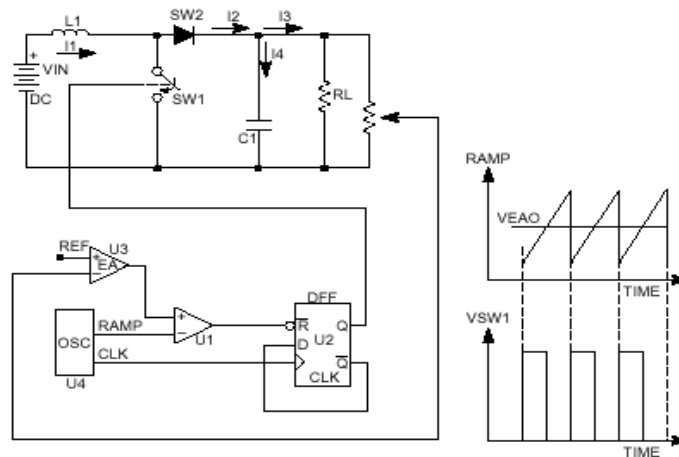 L1
SW2
I2
I3
I1
I4
+
VIN
DC
SW1
C1
RL
REF
U3
+
EA
−
RAMP
OSC
CLK
U4
+
−
U1
DFF
R
Q
D
U2
Q
CLK
RAMP
VEAO
TIME
VSW1
TIME